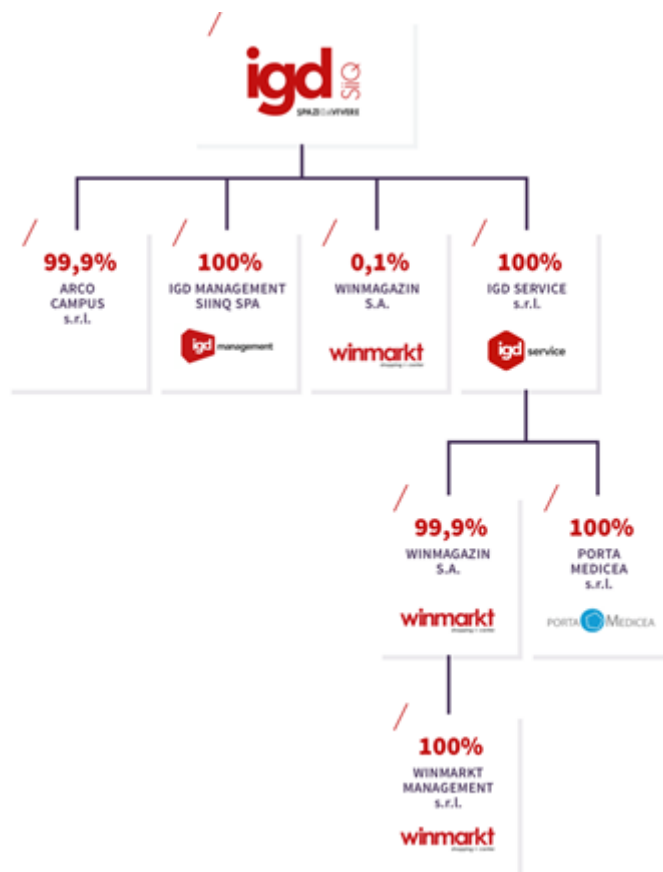 igd SIIQ
SPAZI DA VIVERE
99,9%
ARCO
CAMPUS
s.r.l.
100%
IGD MANAGEMENT
SIINQ SPA
igd management
0,1%
WINMAGAZIN
S.A.
winmarkt
100%
IGD SERVICE
s.r.l.
igd service
99,9%
WINMAGAZIN
S.A.
winmarkt
100%
PORTA
MEDICEA
s.r.l.
PORTA MEDICEA
100%
WINMARKT
MANAGEMENT
s.r.l.
winmarkt